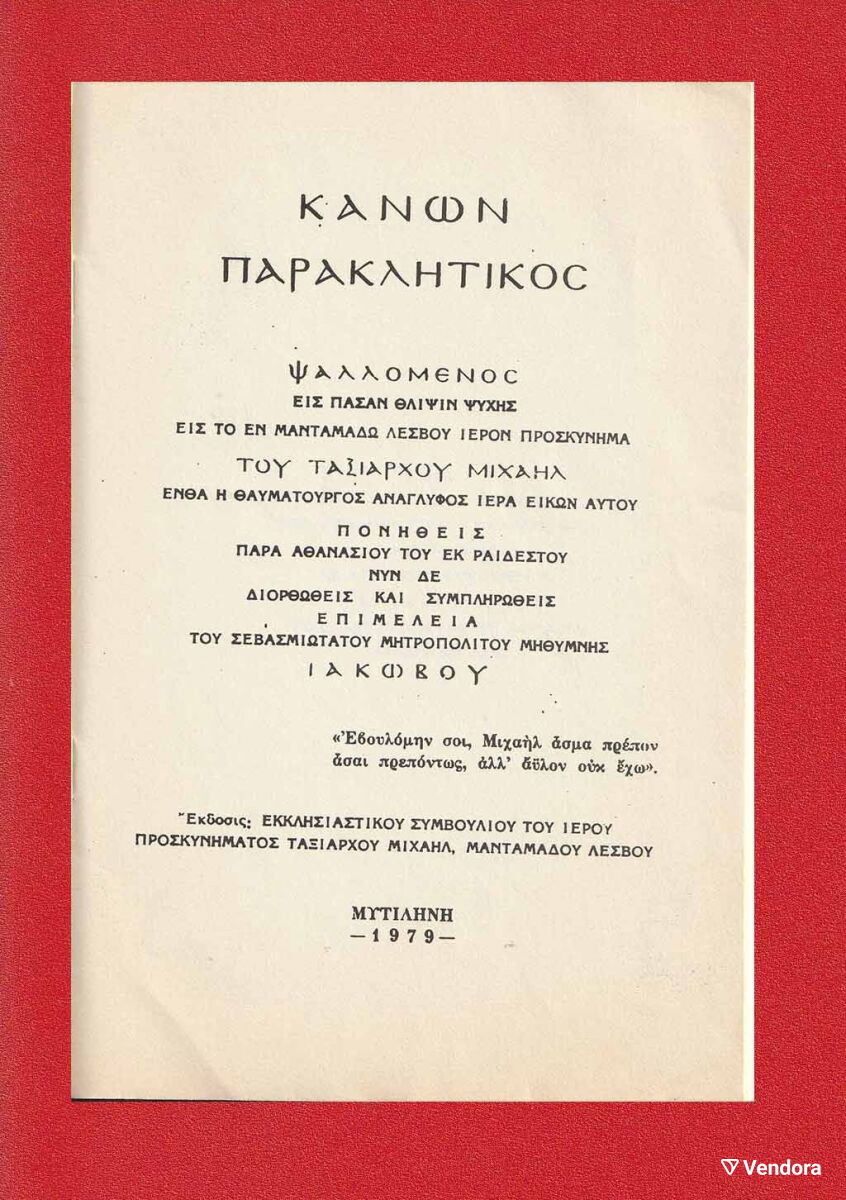 ΚΑΝΩΝ
ΠΑΡΑΚΛΗΤΙΚΟΣ
ΨΑΛΛΟΜΕΝΟΣ
ΕΙΣ ΠΑΣΑΝ ΘΛΙΨΙΝ ΨΥΧΗΣ
ΕΙΣ ΤΟ ΕΝ ΜΑΝΤΑΜΑΔΩ ΛΕΣΒΟΥ ΙΕΡΟΝ ΠΡΟΣΚΥΝΗΜΑ
ΤΟΥ ΤΑΞΙΑΡΧΟΥ ΜΙΧΑΗΛ
ΕΝΘΑ Η ΘΑΥΜΑΤΟΥΡΓΟΣ ΑΝΑΓΛΥΦΟΣ ΙΕΡΑ ΕΙΚΩΝ ΑΥΤΟΥ
ΠΟΝΗΘΕΙΣ
ΠΑΡΑ ΑΘΑΝΑΣΙΟΥ ΤΟΥ ΕΚ ΡΑΙΔΕΣΤΟΥ
ΝΥΝ ΔΕ
ΔΙΟΡΘΩΘΕΙΣ ΚΑΙ ΣΥΜΠΛΗΡΩΘΕΙΣ
ΕΠΙΜΕΛΕΙΑ
ΤΟΥ ΣΕΒΑΣΜΙΩΤΑΤΟΥ ΜΗΤΡΟΠΟΛΙΤΟΥ ΜΗΘΥΜΝΗΣ
ΙΑΚΩΒΟΥ
«Ἐβουλόμην σοι, Μιχαὴλ ἆσμα πρέπον
ἆσαι πρεπόντως, ἀλλ' ἄϋλον οὐκ ἔχω».
Ἔκδοσις: ΕΚΚΛΗΣΙΑΣΤΙΚΟΥ ΣΥΜΒΟΥΛΙΟΥ ΤΟΥ ΙΕΡΟΥ
ΠΡΟΣΚΥΝΗΜΑΤΟΣ ΤΑΞΙΑΡΧΟΥ ΜΙΧΑΗΛ, ΜΑΝΤΑΜΑΔΟΥ ΛΕΣΒΟΥ
ΜΥΤΙΛΗΝΗ
—1979—
Vendora